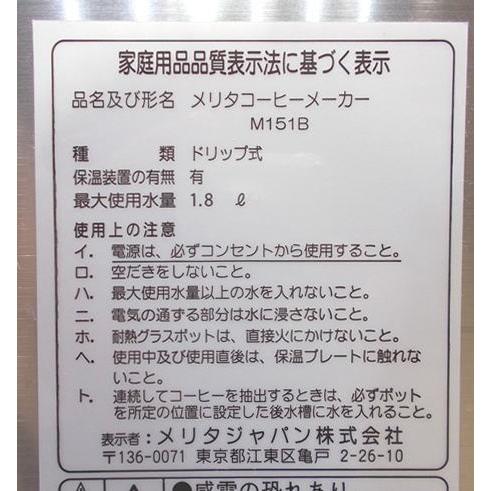 家庭用品品質表示法に基づく表示
品名及び形名 メリタコーヒーメーカー
M151B
種 類 ドリップ式
保温装置の有無 有
最大使用水量 1.8 ℓ
使用上の注意
イ. 電源は、必ずコンセントから使用すること。
ロ. 空だきをしないこと。
ハ. 最大使用水量以上の水を入れないこと。
ニ. 電気の通ずる部分は水に浸さないこと。
ホ. 耐熱グラスポットは、直接火にかけないこと。
ヘ. 使用中及び使用直後は、保温プレートに触れな
いこと。
ト. 連続してコーヒーを抽出するときは、必ずポット
を所定の位置に設定した後水槽に水を入れること。
表示者：メリタジャパン株式会社
〒136-0071 東京都江東区亀戸 2-26-10
●感電の恐れあり